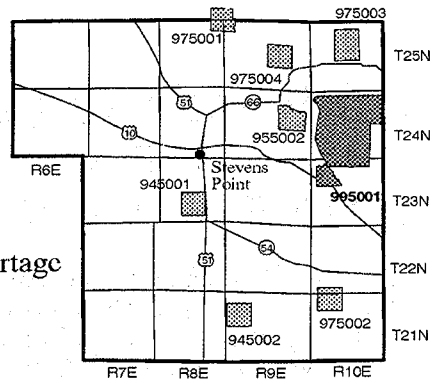 975003
975001
T25N
975004
51
66
955002
T24N
10
R6E
Stevens
Point
945001
995001
T23N
rtage
54
51
T22N
975002
945002
T21N
R7E R8E R9E R10E